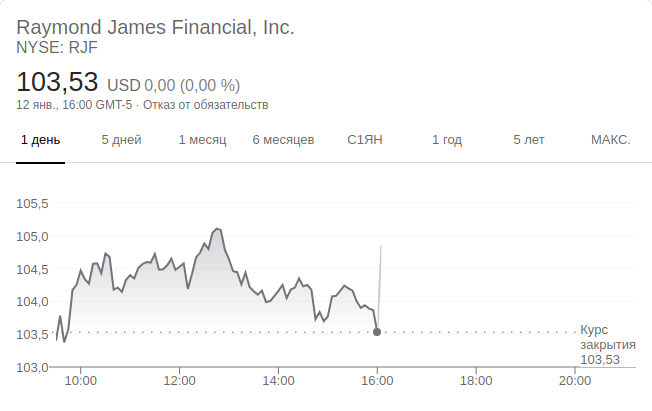 Raymond James Financial, Inc.
NYSE: RJF
103,53 USD 0,00 (0,00 %)
12 янв., 16:00 GMT-5 · Отказ от обязательств
1 день 5 дней 1 месяц 6 месяцев С1ЯН 1 год 5 лет МАКС.
105,5
105,0
104,5
104,0
103,5
103,0
Курс
закрытия
103,53
10:00 12:00 14:00 16:00 18:00 20:00